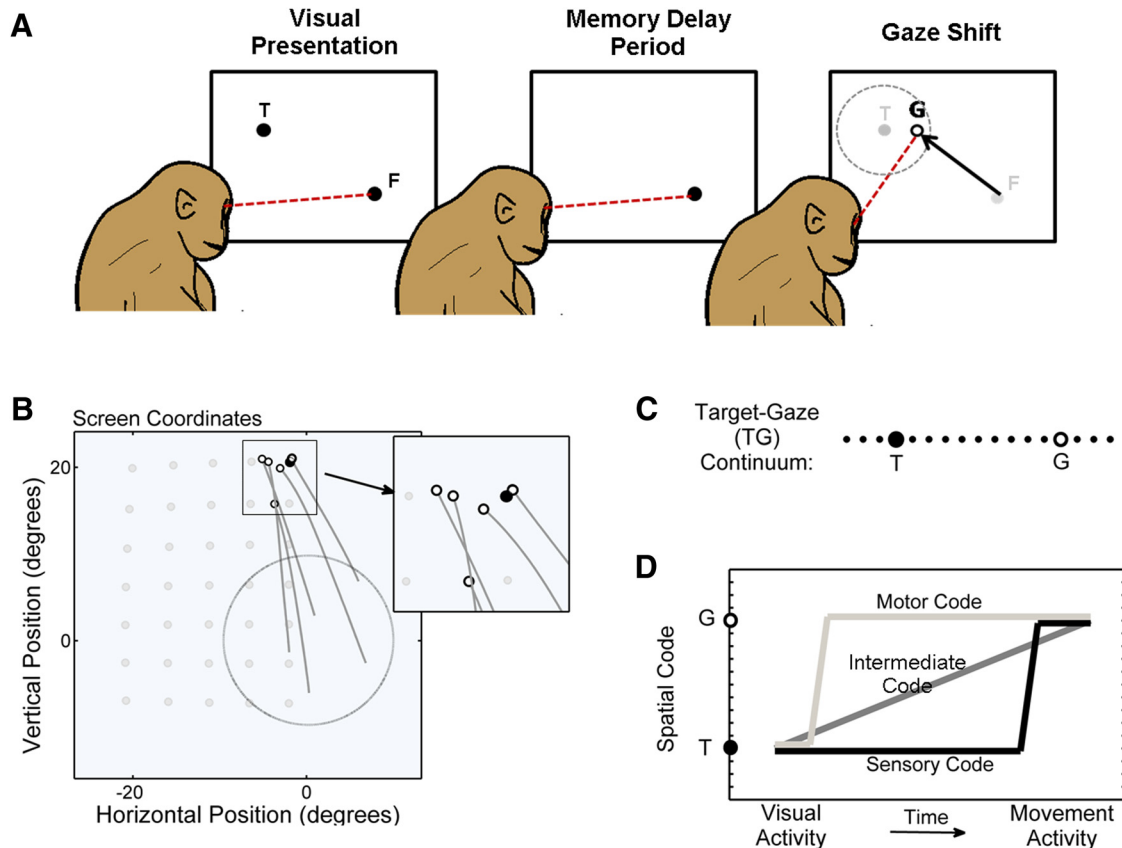 A
Visual
Presentation
Memory Delay
Period
Gaze Shift
T
F
T
G
F
B
Screen Coordinates
20
0
-20
0
Vertical Position (degrees)
Horizontal Position (degrees)
C
Target-Gaze
(TG)
Continuum:
T
G
D
Spatial Code
G
T
Motor Code
Intermediate
Code
Sensory Code
Visual
Activity
Time
Movement
Activity